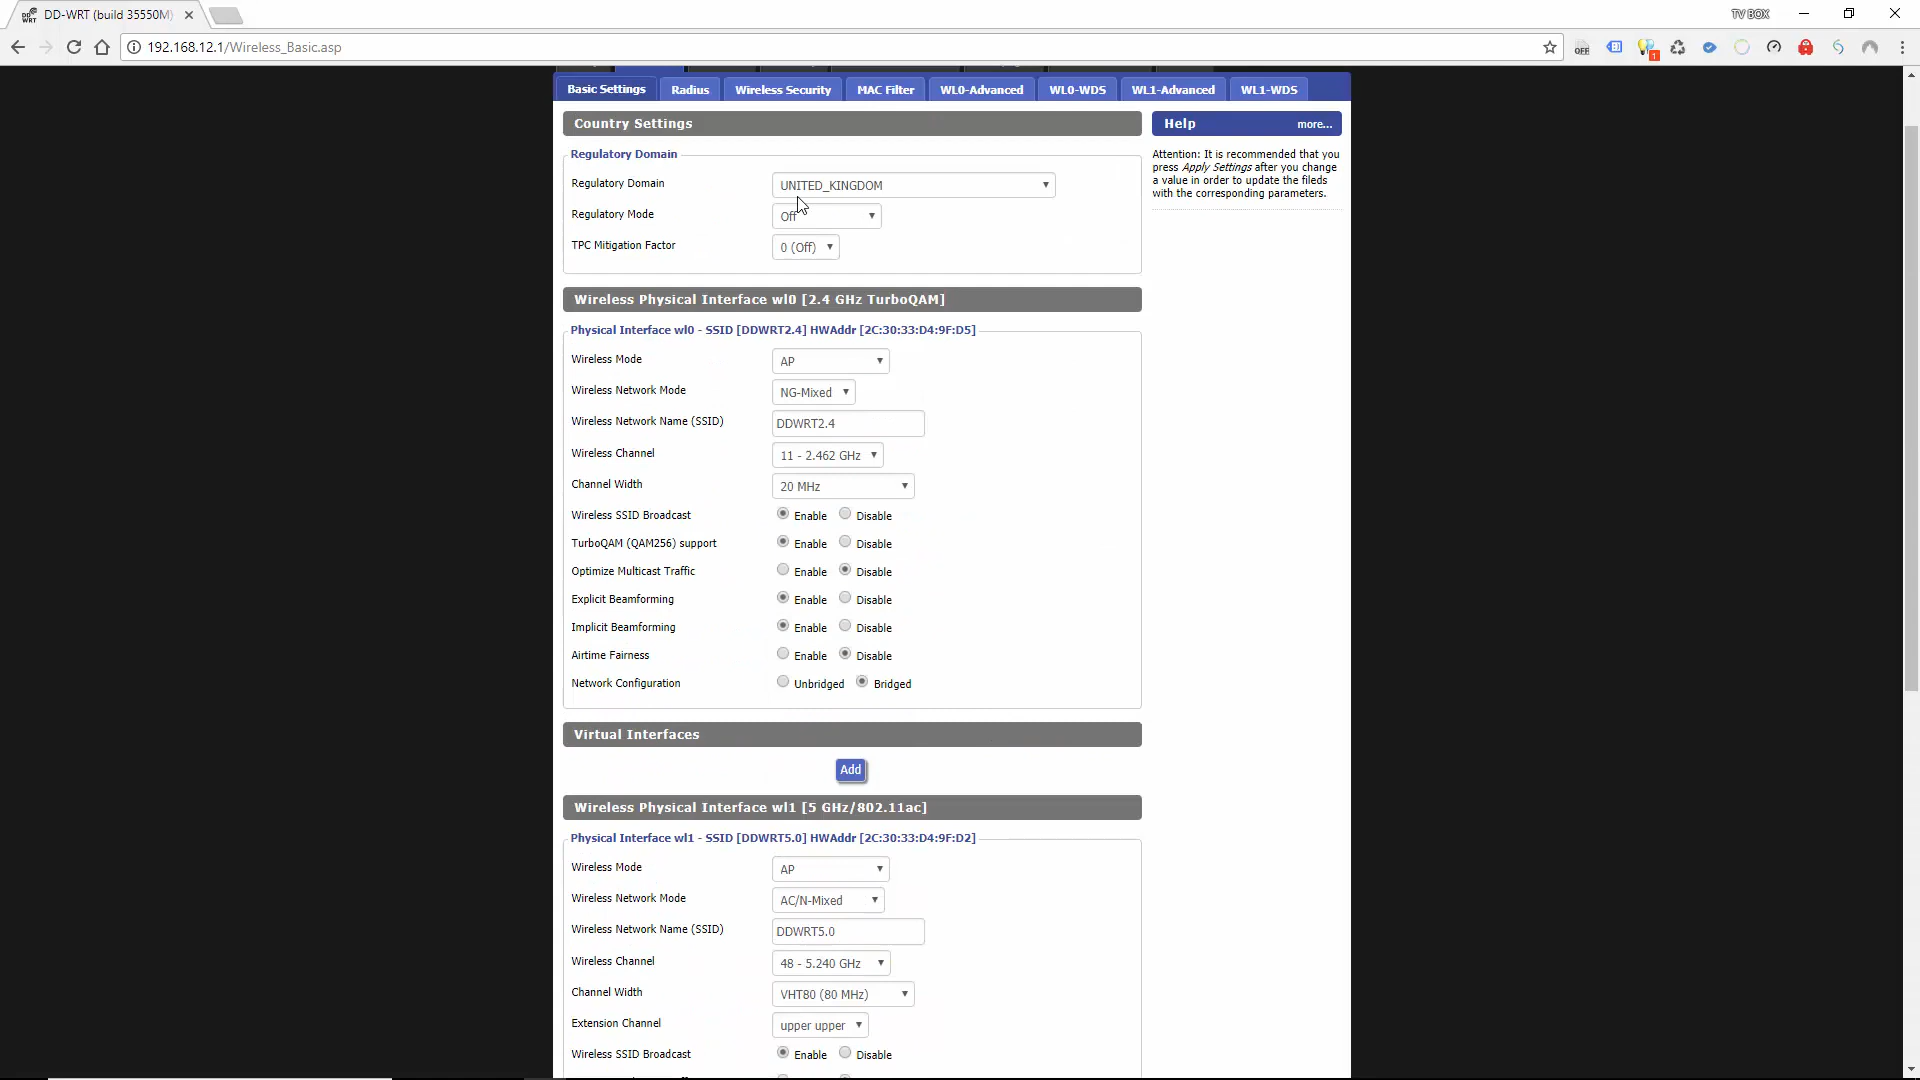 DD-WRT (build 35550M)
TV BOX
192.168.12.1/Wireless_Basic.asp
OFF
1
Basic Settings Radius Wireless Security MAC Filter WL0-Advanced WL0-WDS WL1-Advanced WL1-WDS
Country Settings
Help more...
Regulatory Domain
Attention: It is recommended that you
press Apply Settings after you change
a value in order to update the fileds
with the corresponding parameters.
Regulatory Domain UNITED_KINGDOM
Regulatory Mode Off
TPC Mitigation Factor 0 (Off)
Wireless Physical Interface wl0 [2.4 GHz TurboQAM]
Physical Interface wl0 - SSID [DDWRT2.4] HWAddr [2C:30:33:D4:9F:D5]
Wireless Mode AP
Wireless Network Mode NG-Mixed
Wireless Network Name (SSID) DDWRT2.4
Wireless Channel 11 - 2.462 GHz
Channel Width 20 MHz
Wireless SSID Broadcast Enable Disable
TurboQAM (QAM256) support Enable Disable
Optimize Multicast Traffic Enable Disable
Explicit Beamforming Enable Disable
Implicit Beamforming Enable Disable
Airtime Fairness Enable Disable
Network Configuration Unbridged Bridged
Virtual Interfaces
Add
Wireless Physical Interface wl1 [5 GHz/802.11ac]
Physical Interface wl1 - SSID [DDWRT5.0] HWAddr [2C:30:33:D4:9F:D2]
Wireless Mode AP
Wireless Network Mode AC/N-Mixed
Wireless Network Name (SSID) DDWRT5.0
Wireless Channel 48 - 5.240 GHz
Channel Width VHT80 (80 MHz)
Extension Channel upper upper
Wireless SSID Broadcast Enable Disable